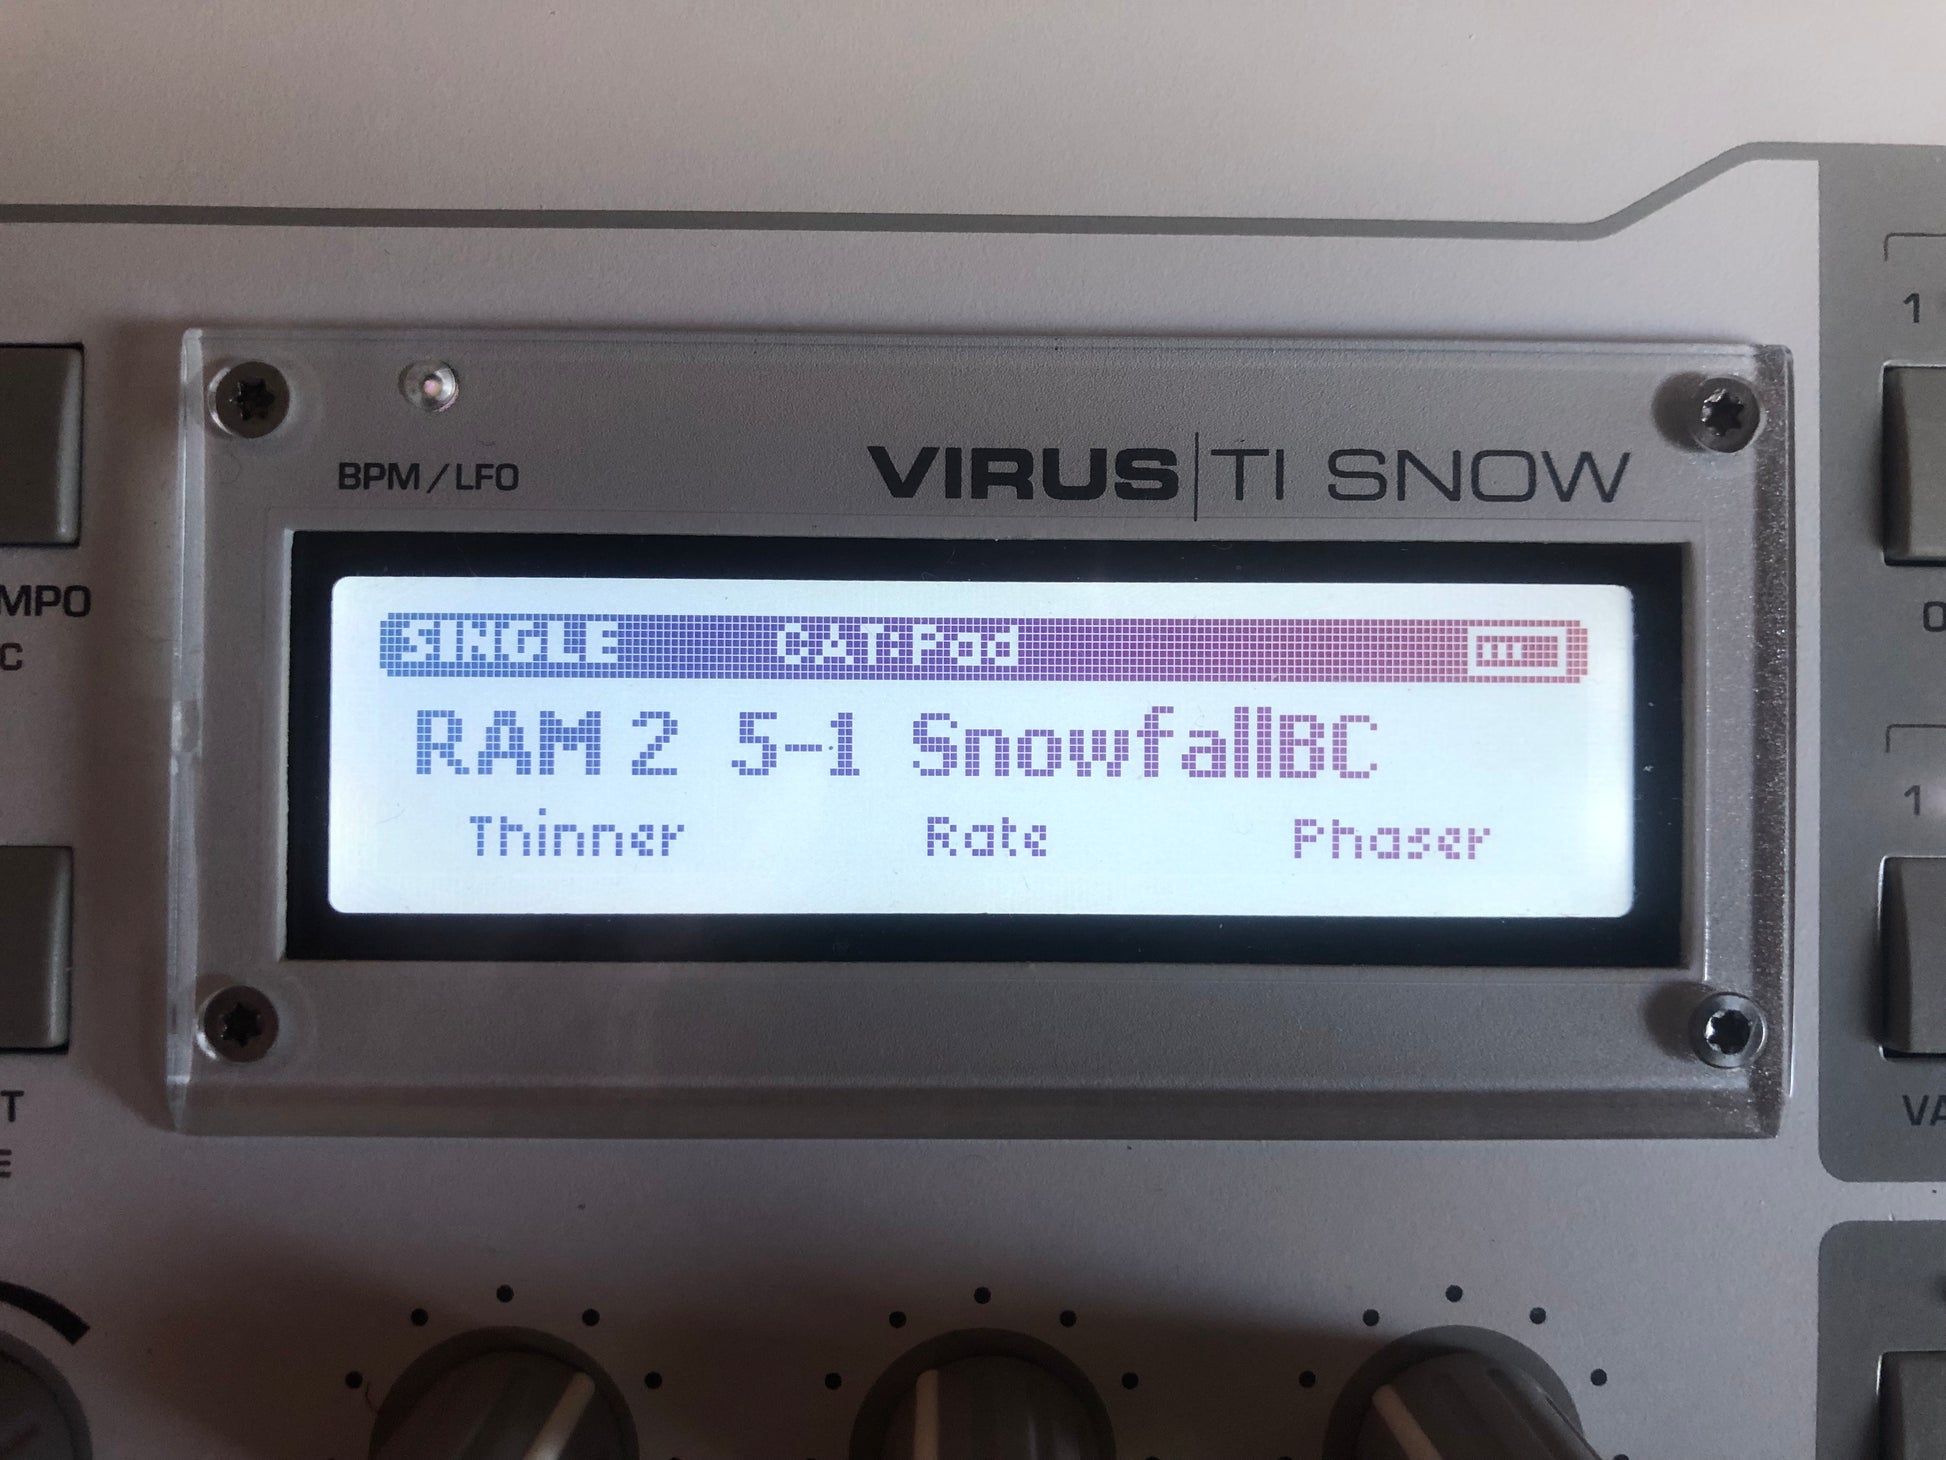 1
BPM/LFO
VIRUS|TI SNOW
SINGLE CAT:Pad
MPO
O
C
RAM 2 5-1 SnowfallBC
1
Thinner Rate Phaser
T
VA
E